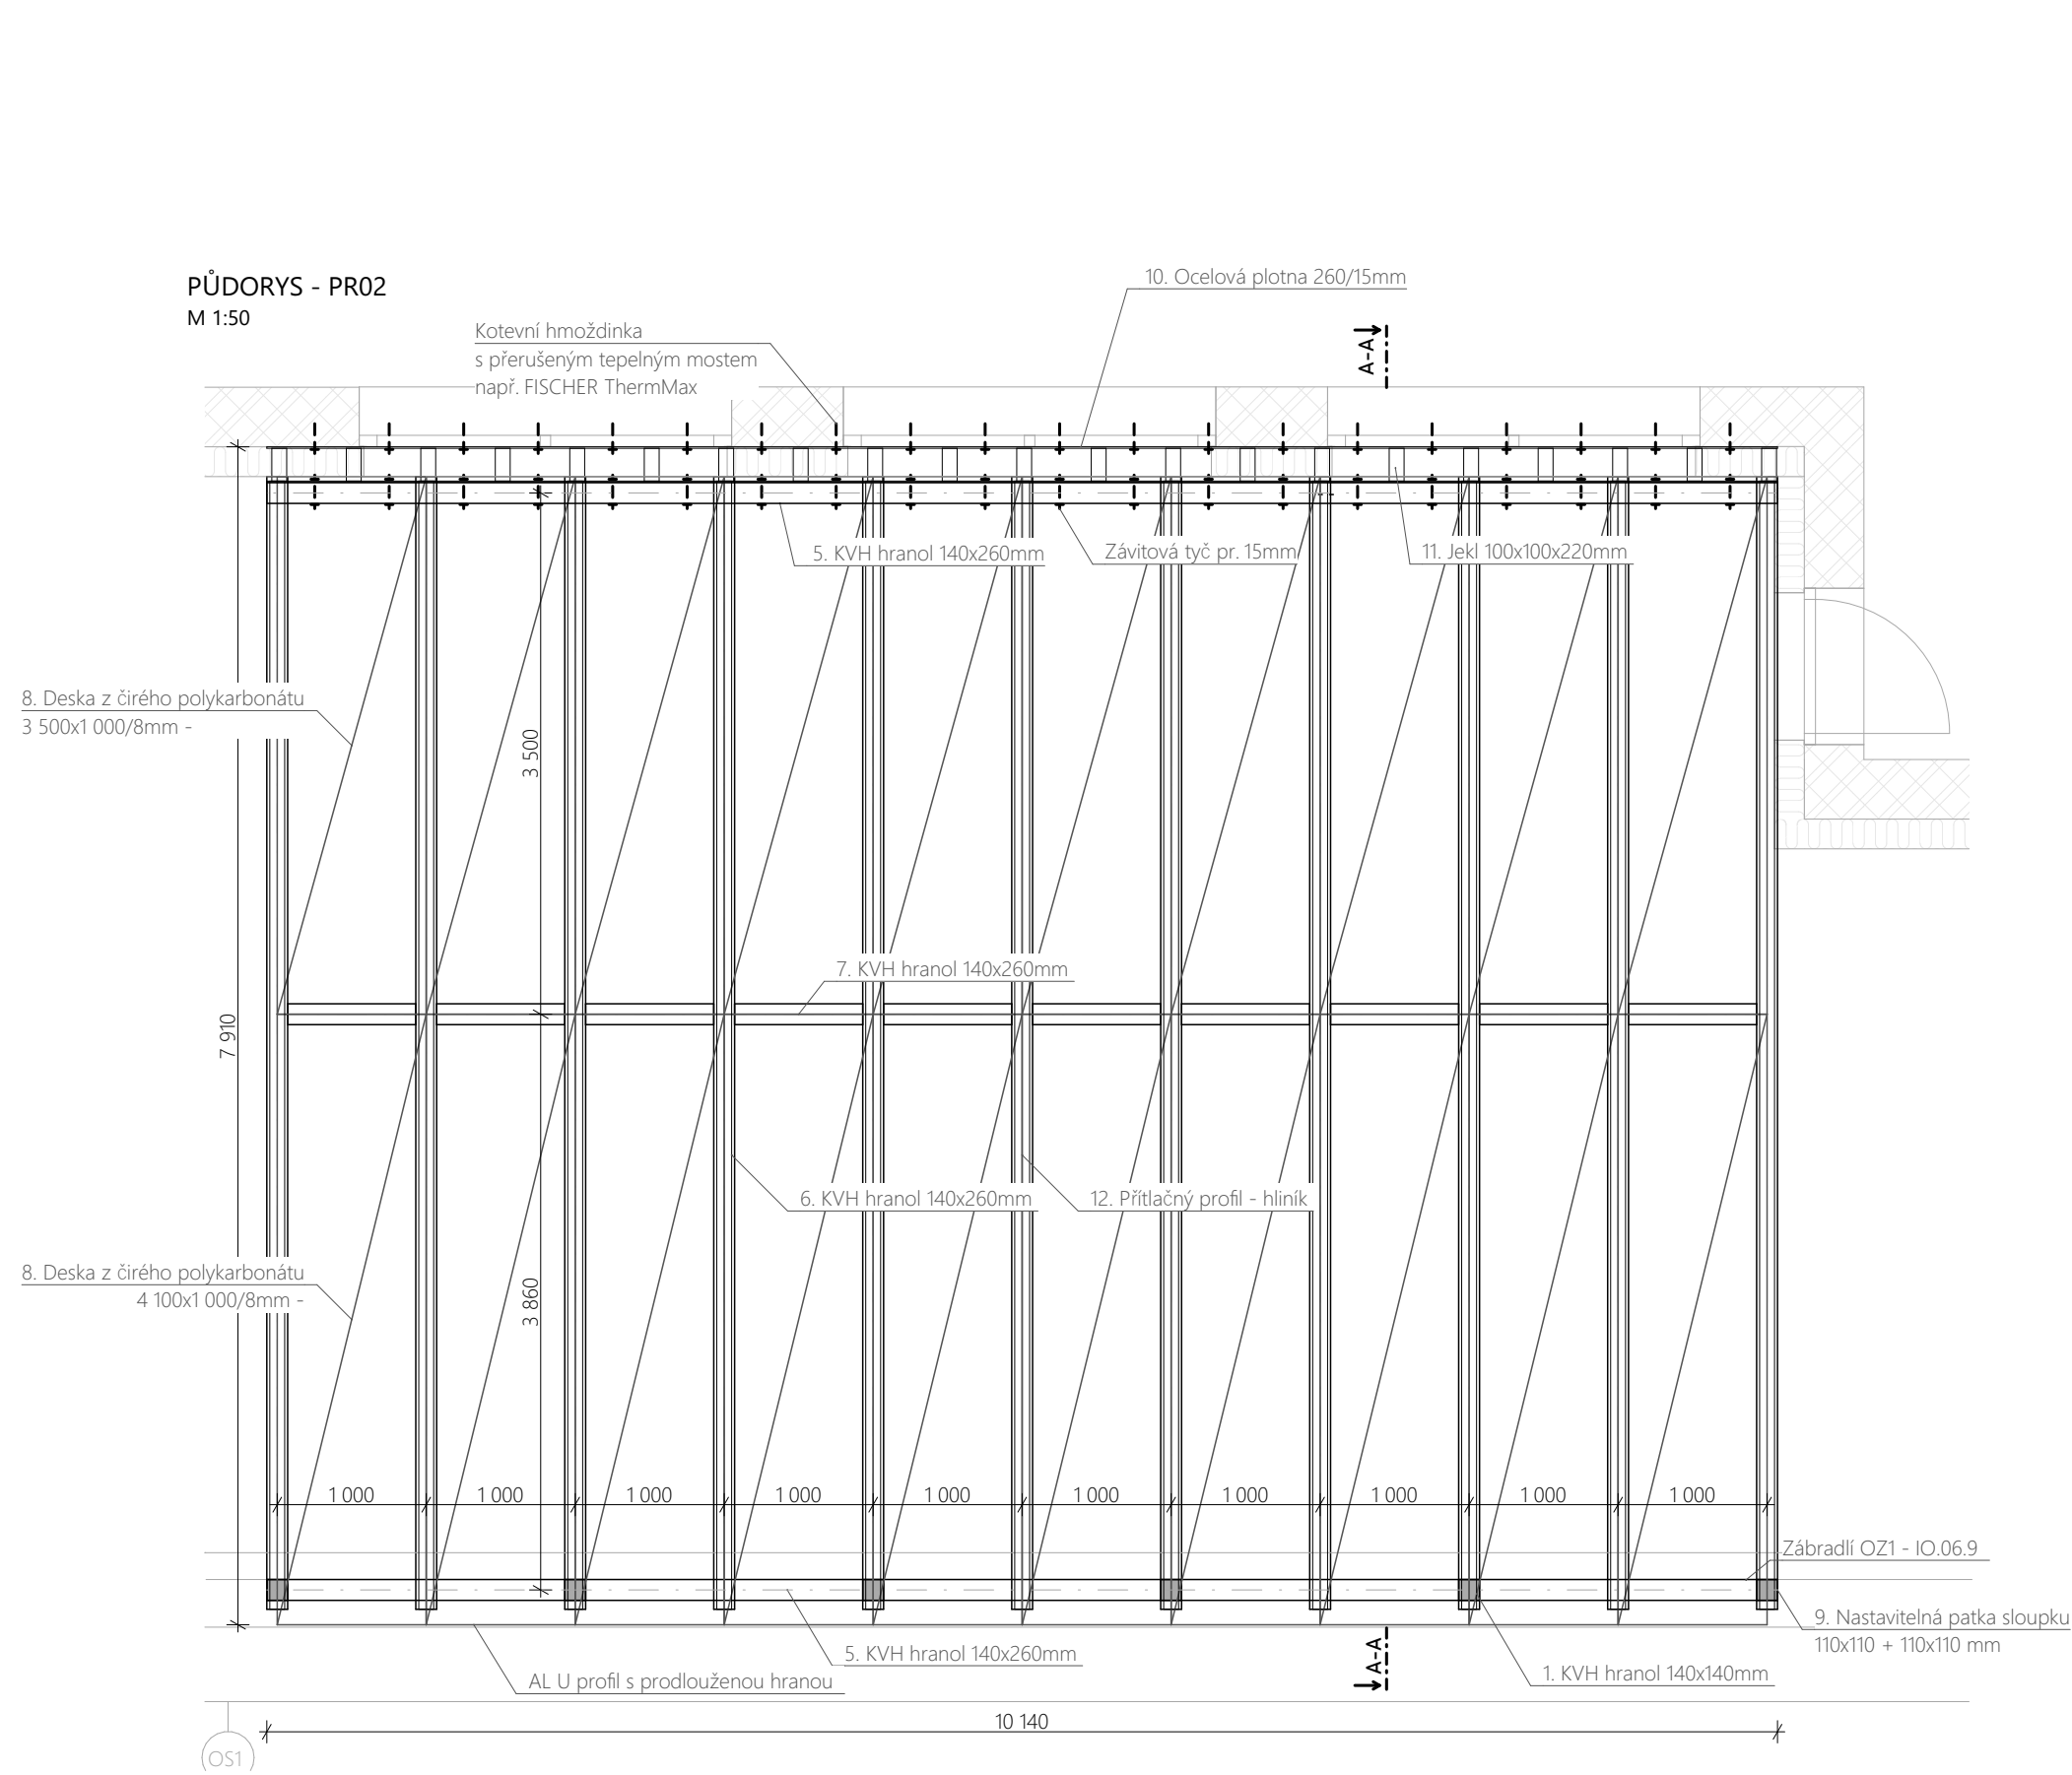 PŮDORYS - PR02
M 1:50
10. Ocelová plotna 260/15mm
Kotevní hmoždinka
s přerušeným tepelným mostem
např. FISCHER ThermMax
A-A
5. KVH hranol 140x260mm
Závitová tyč pr. 15mm
11. Jekl 100x100x220mm
8. Deska z čirého polykarbonátu
3 500x1 000/8mm -
3 500
7. KVH hranol 140x260mm
7 910
6. KVH hranol 140x260mm
12. Přítlačný profil - hliník
8. Deska z čirého polykarbonátu
4 100x1 000/8mm -
3 860
1 000 1 000 1 000 1 000 1 000 1 000 1 000 1 000 1 000 1 000
Zábradlí OZ1 - IO.06.9
9. Nastavitelná patka sloupku
110x110 + 110x110 mm
5. KVH hranol 140x260mm
A-A
1. KVH hranol 140x140mm
AL U profil s prodlouženou hranou
10 140
OS1